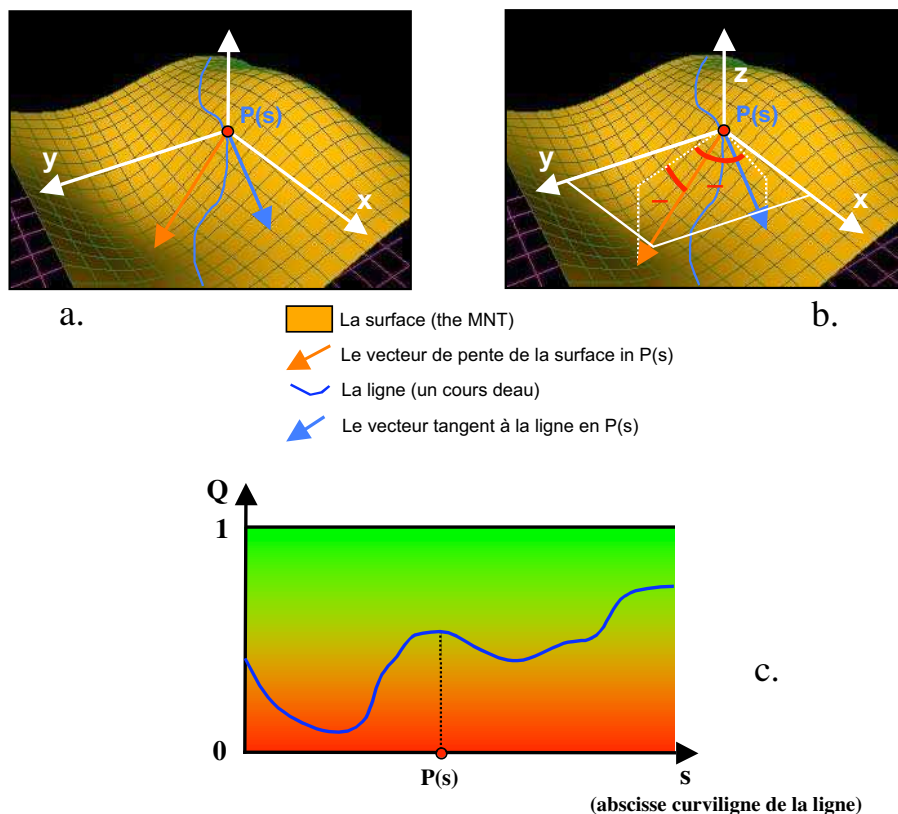 P(s)
y
x
z
P(s)
y
x
a.
b.
La surface (the MNT)
Le vecteur de pente de la surface in P(s)
La ligne (un cours deau)
Le vecteur tangent à la ligne en P(s)
Q
1
0
P(s)
s
(abscisse curviligne de la ligne)
c.